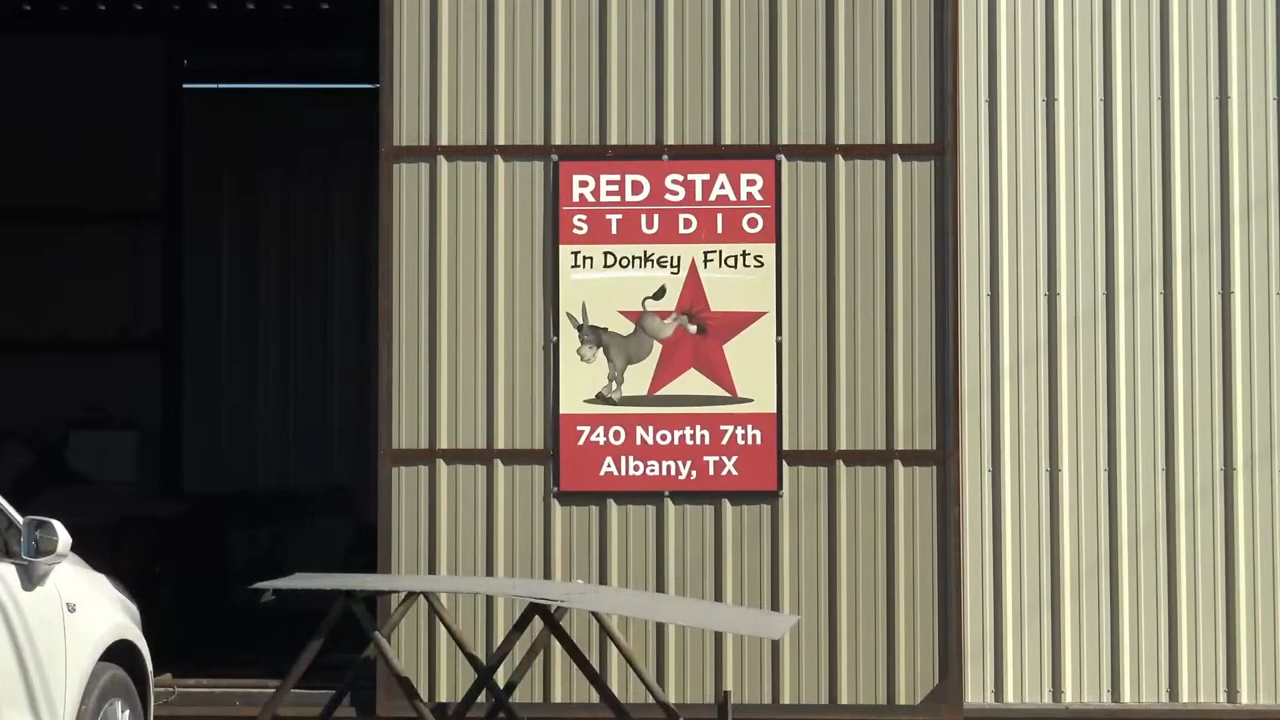 RED STAR
STUDIO
In Donkey Flats
740 North 7th
Albany, TX